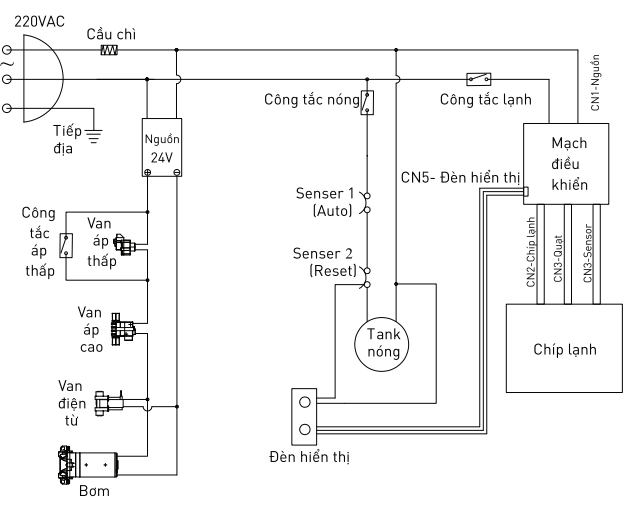 220VAC
Cầu chì
~
Công tắc nóng
Công tắc lạnh
CN1-Nguồn
Tiếp
địa
Nguồn
24V
Mạch
điều
khiển
CN5- Đèn hiển thị
Senser 1
(Auto)
Công
tắc
áp
thấp
Van
áp
thấp
Senser 2
(Reset)
CN2-Chíp lạnh
CN3-Quạt
CN3-Sensor
Van
áp
cao
Tank
nóng
Chíp lạnh
Van
điện
từ
Đèn hiển thị
Bơm